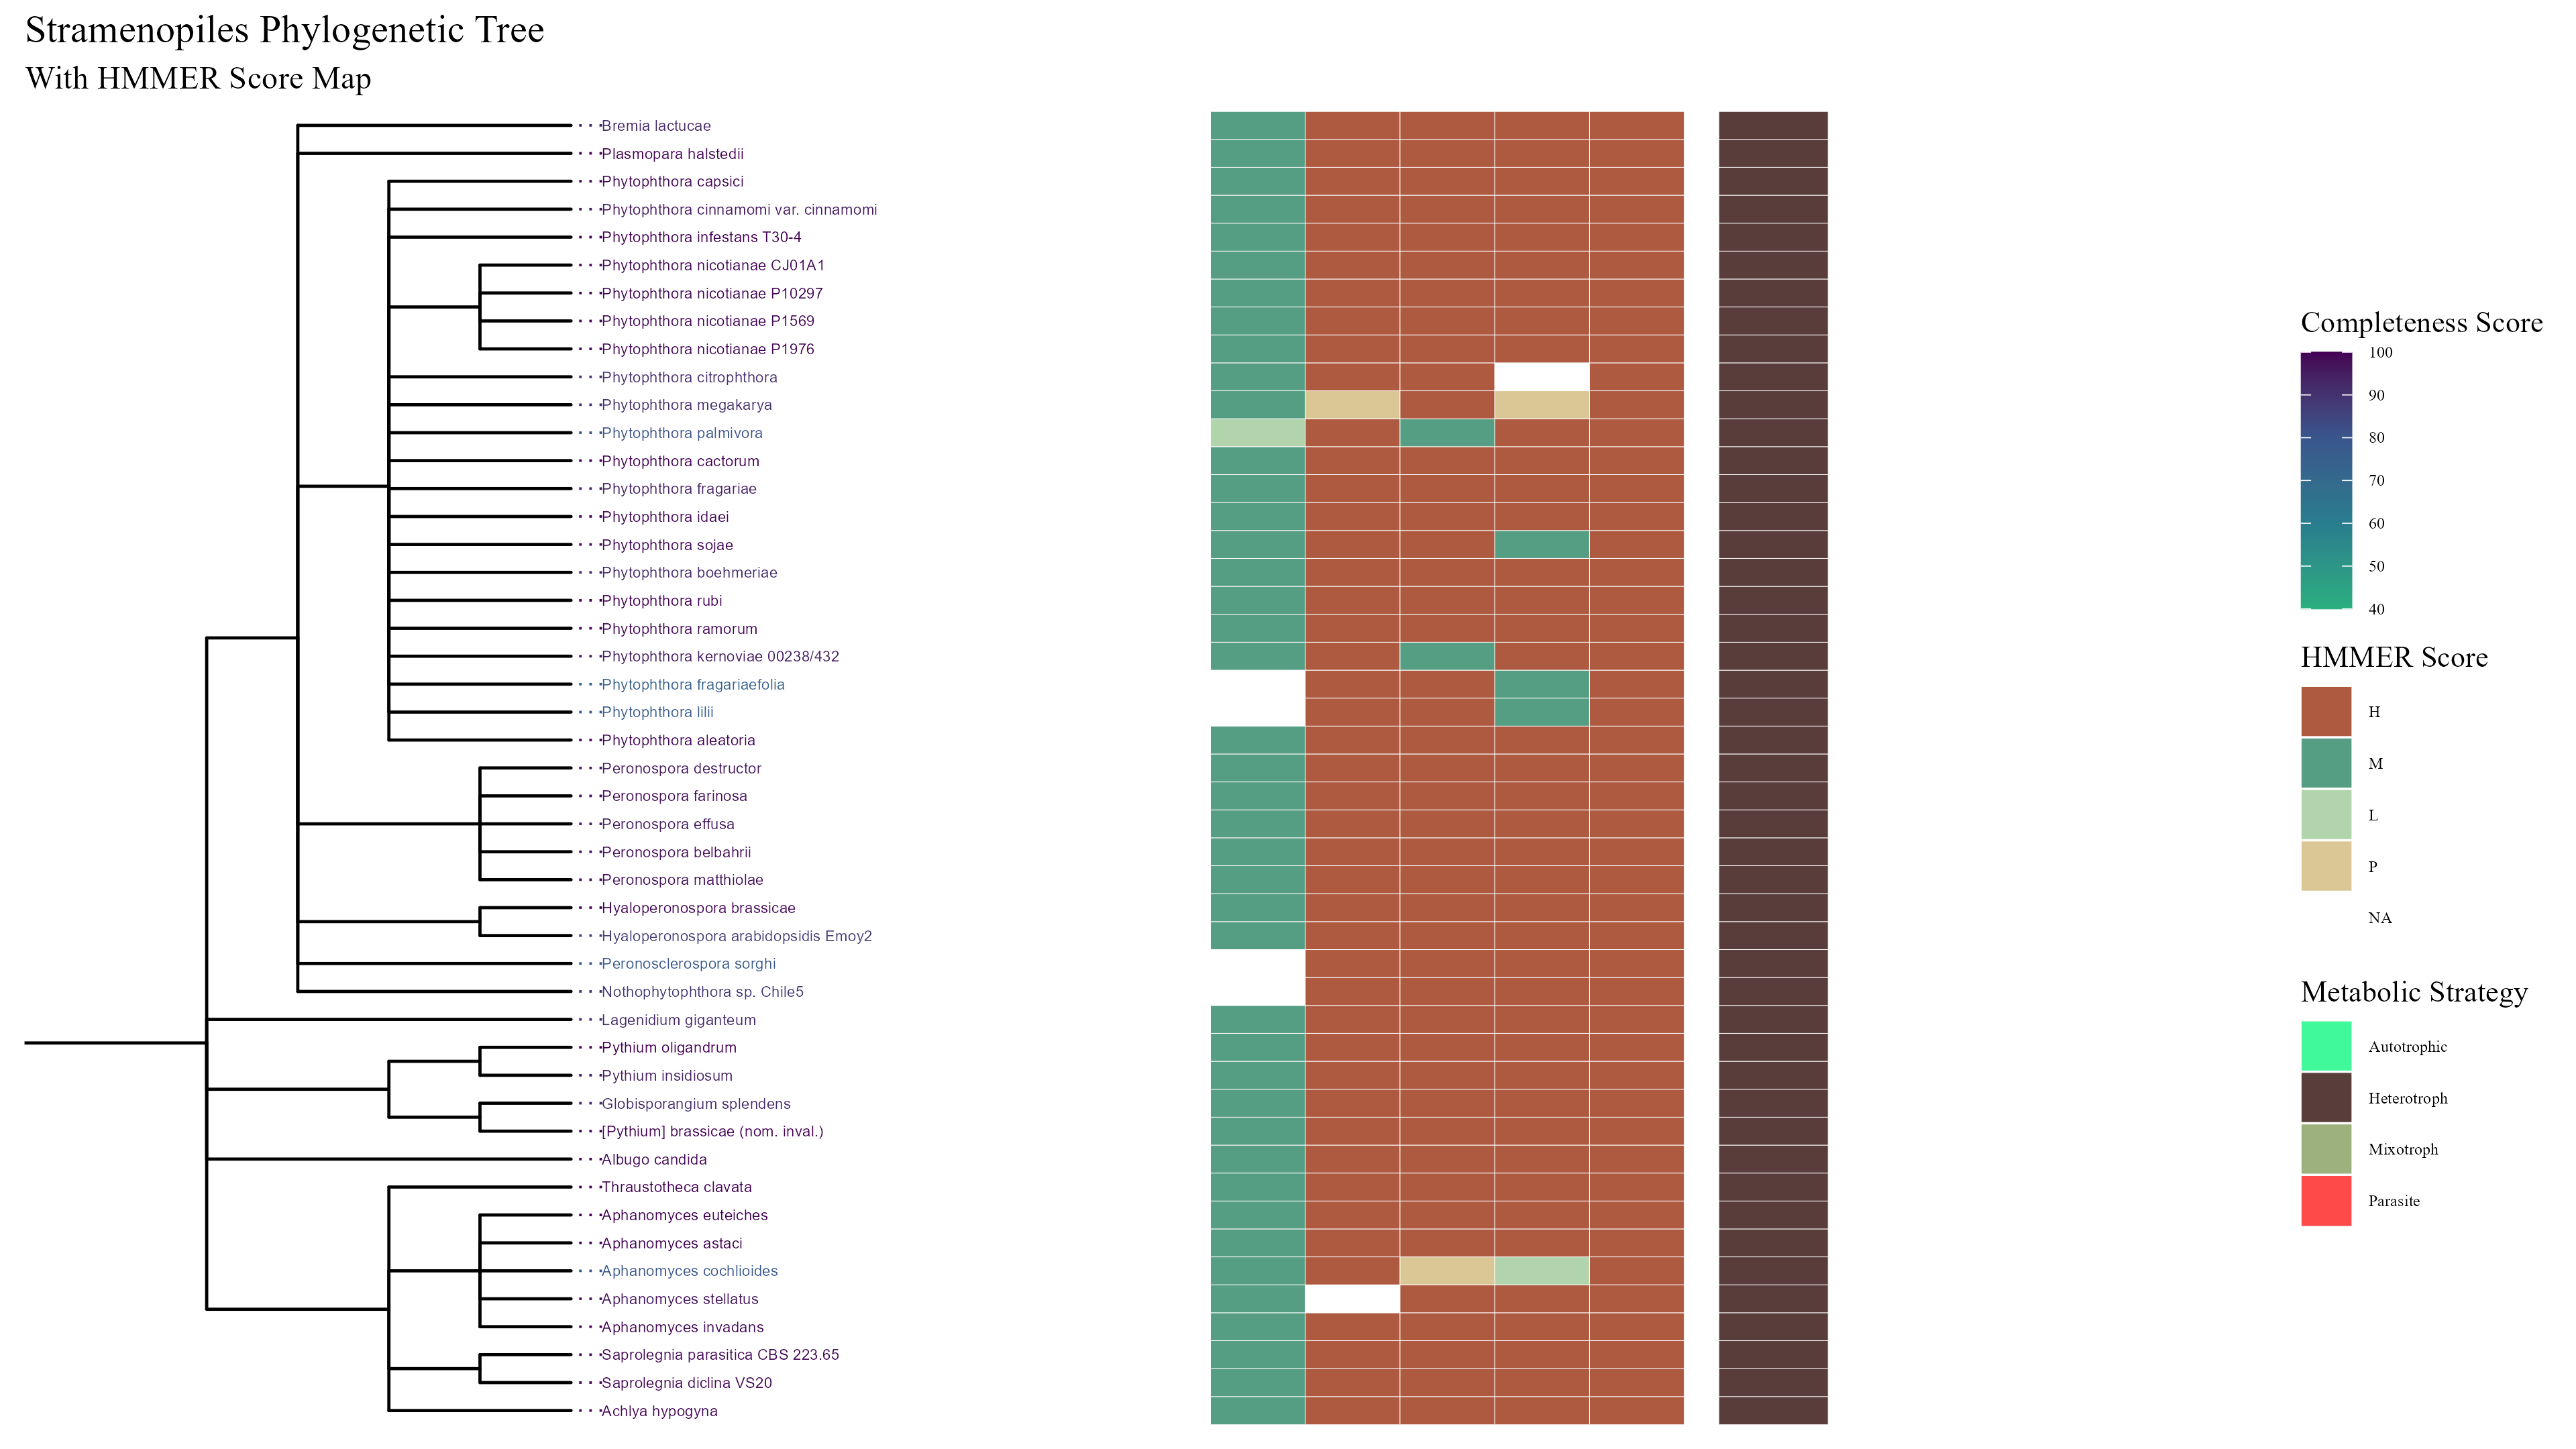 Stramenopiles Phylogenetic Tree
With HMMER Score Map
Bremia lactucae
Plasmopara halstedii
Phytophthora capsici
Phytophthora cinnamomi var. cinnamomi
Phytophthora infestans T30-4
Phytophthora nicotianae CJ01A1
Phytophthora nicotianae P10297
Phytophthora nicotianae P1569
Phytophthora nicotianae P1976
Phytophthora citrophthora
Phytophthora megakarya
Phytophthora palmivora
Phytophthora cactorum
Phytophthora fragariae
Phytophthora idaei
Phytophthora sojae
Phytophthora boehmeriae
Phytophthora rubi
Phytophthora ramorum
Phytophthora kernoviae 00238/432
Phytophthora fragariaefolia
Phytophthora lilii
Phytophthora aleatoria
Peronospora destructor
Peronospora farinosa
Peronospora effusa
Peronospora belbahrii
Peronospora matthiolae
Hyaloperonospora brassicae
Hyaloperonospora arabidopsidis Emoy2
Peronosclerospora sorghi
Nothophytophthora sp. Chile5
Lagenidium giganteum
Pythium oligandrum
Pythium insidiosum
Globisporangium splendens
[Pythium] brassicae (nom. inval.)
Albugo candida
Thraustotheca clavata
Aphanomyces euteiches
Aphanomyces astaci
Aphanomyces cochlioides
Aphanomyces stellatus
Aphanomyces invadans
Saprolegnia parasitica CBS 223.65
Saprolegnia diclina VS20
Achlya hypogyna
Completeness Score
100
90
80
70
60
50
40
HMMER Score
H
M
L
P
NA
Metabolic Strategy
Autotrophic
Heterotroph
Mixotroph
Parasite